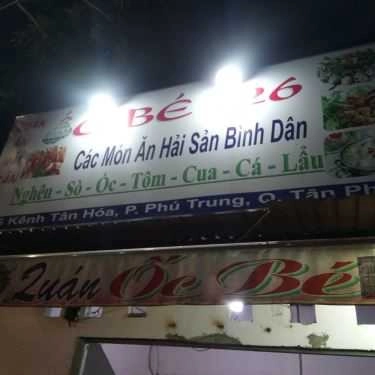 BÉ 26
Các Món Ăn Hải Sản Bình Dân
Nghêu - Sò - Ốc - Tôm - Cua - Cá - Lẩu
Kênh Tân Hóa, P. Phú Trung, Q. Tân
Quán Ốc Bé